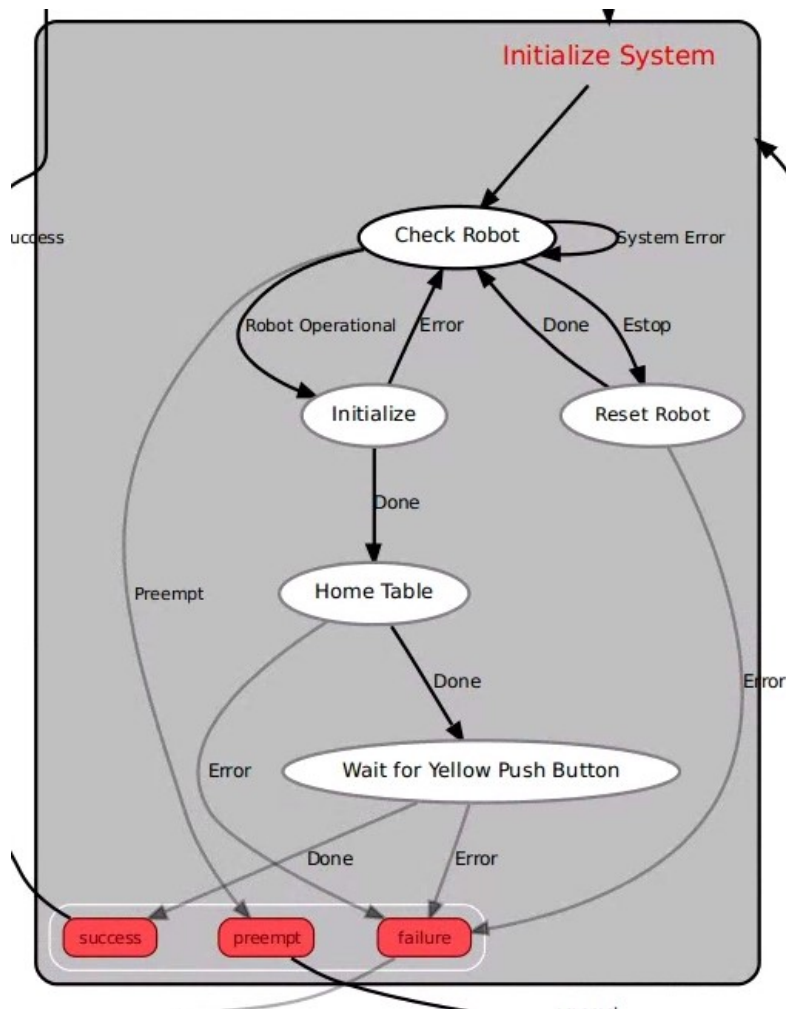 Initialize System
Check Robot
System Error
uccess
Robot Operational
Error
Done
Estop
Initialize
Reset Robot
Done
Home Table
Preempt
Done
Error
Error
Wait for Yellow Push Button
Done
Error
success
preempt
failure